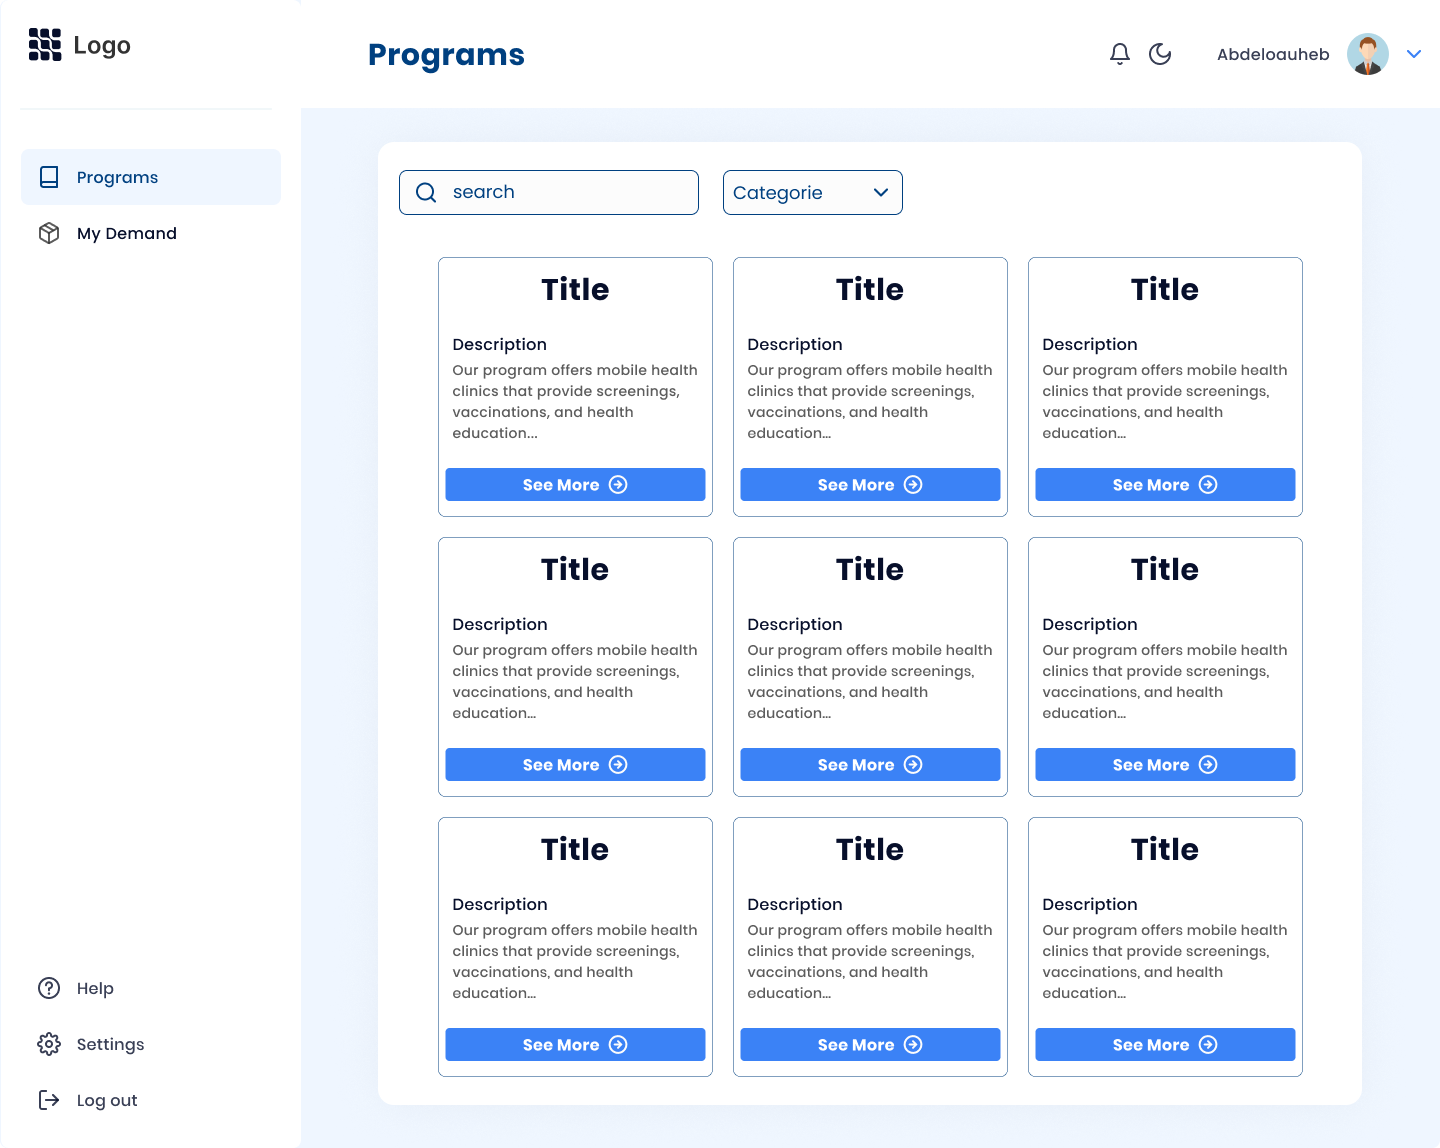 Logo
Programs
Abdeloauheb
Programs
My Demand
search
Categorie
Title
Description
Our program offers mobile health
clinics that provide screenings,
vaccinations, and health
education...
See More
Title
Description
Our program offers mobile health
clinics that provide screenings,
vaccinations, and health
education...
See More
Title
Description
Our program offers mobile health
clinics that provide screenings,
vaccinations, and health
education...
See More
Title
Description
Our program offers mobile health
clinics that provide screenings,
vaccinations, and health
education...
See More
Title
Description
Our program offers mobile health
clinics that provide screenings,
vaccinations, and health
education...
See More
Title
Description
Our program offers mobile health
clinics that provide screenings,
vaccinations, and health
education...
See More
Title
Description
Our program offers mobile health
clinics that provide screenings,
vaccinations, and health
education...
See More
Title
Description
Our program offers mobile health
clinics that provide screenings,
vaccinations, and health
education...
See More
Title
Description
Our program offers mobile health
clinics that provide screenings,
vaccinations, and health
education...
See More
Help
Settings
Log out